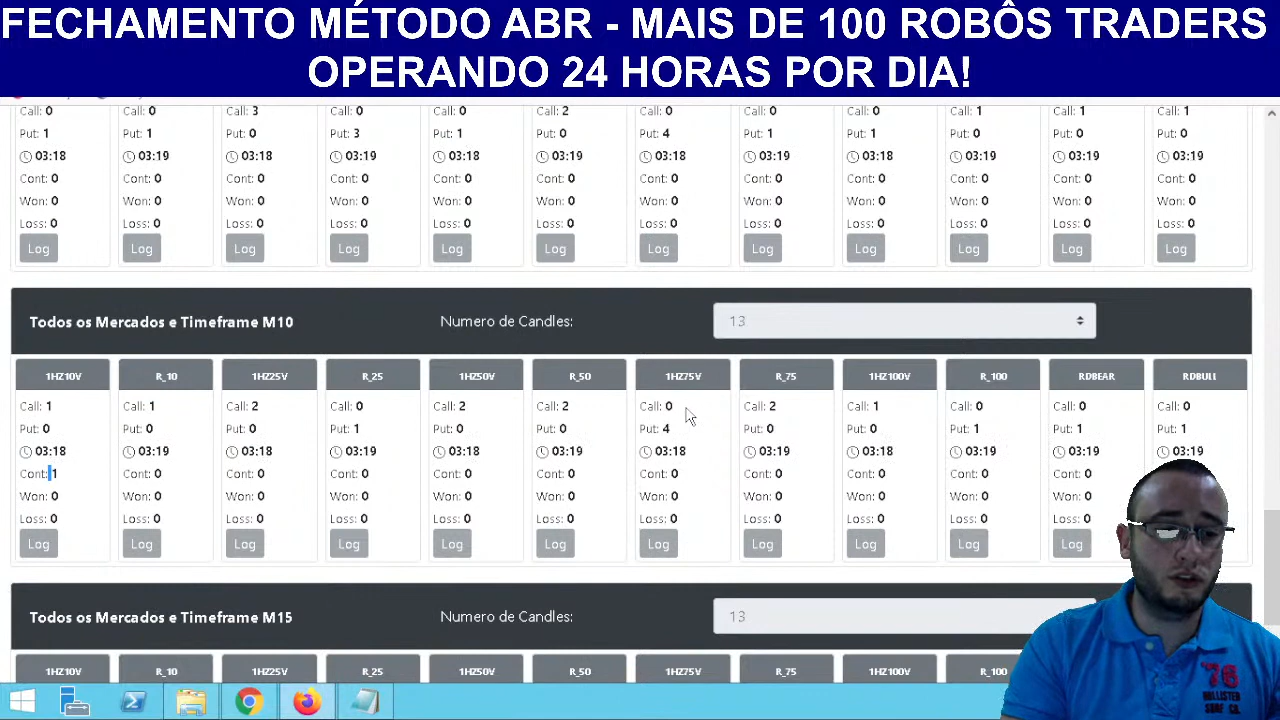 FECHAMENTO MÉTODO ABR - MAIS DE 100 ROBÔS TRADERS
OPERANDO 24 HORAS POR DIA!
Call: 0 Call: 0 Call: 3 Call: 0 Call: 0 Call: 2 Call: 0 Call: 0 Call: 0 Call: 1 Call: 1 Call: 1
Put: 1 Put: 1 Put: 0 Put: 3 Put: 1 Put: 0 Put: 4 Put: 1 Put: 1 Put: 0 Put: 0 Put: 0
03:18 03:19 03:18 03:19 03:18 03:19 03:18 03:19 03:18 03:19 03:19 03:19
Cont: 0 Cont: 0 Cont: 0 Cont: 0 Cont: 0 Cont: 0 Cont: 0 Cont: 0 Cont: 0 Cont: 0 Cont: 0 Cont: 0
Won: 0 Won: 0 Won: 0 Won: 0 Won: 0 Won: 0 Won: 0 Won: 0 Won: 0 Won: 0 Won: 0 Won: 0
Loss: 0 Loss: 0 Loss: 0 Loss: 0 Loss: 0 Loss: 0 Loss: 0 Loss: 0 Loss: 0 Loss: 0 Loss: 0 Loss: 0
Log Log Log Log Log Log Log Log Log Log Log Log
Todos os Mercados e Timeframe M10 Numero de Candles: 13
1HZ10V R_10 1HZ25V R_25 1HZ50V R_50 1HZ75V R_75 1HZ100V R_100 RDBEAR RDBULL
Call: 1 Call: 1 Call: 2 Call: 0 Call: 2 Call: 2 Call: 0 Call: 2 Call: 1 Call: 0 Call: 0 Call: 0
Put: 0 Put: 0 Put: 0 Put: 1 Put: 0 Put: 0 Put: 4 Put: 0 Put: 0 Put: 1 Put: 1 Put: 1
03:18 03:19 03:18 03:19 03:18 03:19 03:18 03:19 03:18 03:19 03:19 03:19
Cont: 1 Cont: 0 Cont: 0 Cont: 0 Cont: 0 Cont: 0 Cont: 0 Cont: 0 Cont: 0 Cont: 0 Cont: 0
Won: 0 Won: 0 Won: 0 Won: 0 Won: 0 Won: 0 Won: 0 Won: 0 Won: 0 Won: 0 Won: 0
Loss: 0 Loss: 0 Loss: 0 Loss: 0 Loss: 0 Loss: 0 Loss: 0 Loss: 0 Loss: 0 Loss: 0 Loss: 0
Log Log Log Log Log Log Log Log Log Log Log
Todos os Mercados e Timeframe M15 Numero de Candles: 13
1HZ10V R_10 1HZ25V R_25 1HZ50V R_50 1HZ75V R_75 1HZ100V R_100
76
HOLLISTER
SURF CO.